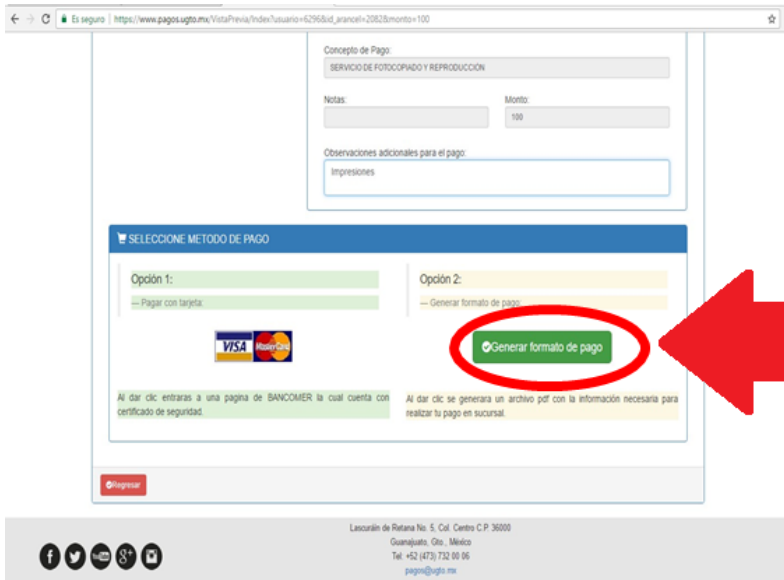 Es seguro | https://www.pagos.ugto.mx/VistaPrevia/Index?usuario=6296&id_arancel=2082&monto=100
Concepto de Pago:
SERVICIO DE FOTOCOPIADO Y REPRODUCCIÓN
Notas:
Monto:
100
Observaciones adicionales para el pago:
Impresiones
SELECCIONE METODO DE PAGO
Opción 1:
--- Pagar con tarjeta:
VISA MasterCard
Al dar clic entraras a una pagina de BANCOMER la cual cuenta con
certificado de seguridad.
Opción 2:
--- Generar formato de pago:
Generar formato de pago
Al dar clic se generara un archivo pdf con la información necesaria para
realizar tu pago en sucursal.
Regresar
Lascuráin de Retana No. 5, Col. Centro C.P. 36000
Guanajuato, Gto., México
Tel: +52 (473) 732 00 06
pagos@ugto.mx